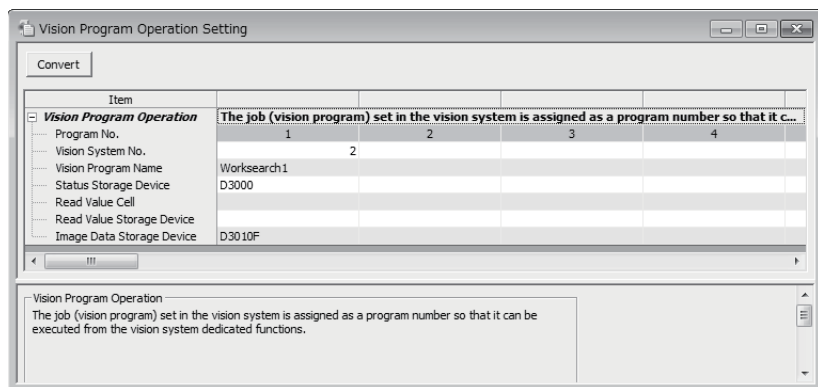 Vision Program Operation Setting
Convert
Item
Vision Program Operation The job (vision program) set in the vision system is assigned as a program number so that it c...
Program No. 1 2 3 4
Vision System No. 2
Vision Program Name Worksearch1
Status Storage Device D3000
Read Value Cell
Read Value Storage Device
Image Data Storage Device D3010F
Vision Program Operation
The job (vision program) set in the vision system is assigned as a program number so that it can be
executed from the vision system dedicated functions.